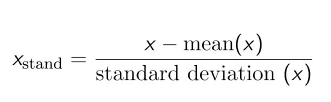 x_stand = x − mean(x) / standard deviation (x)